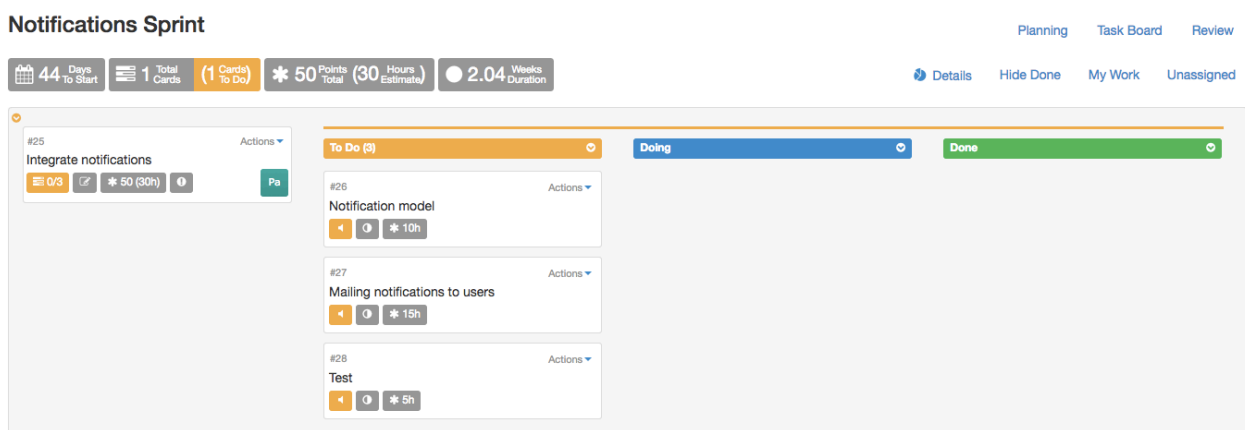 Notifications Sprint
Planning Task Board Review
44 Days To Start 1 Total Cards (1 Cards To Do) 50 Points Total (30 Hours Estimate) 2.04 Weeks Duration
Details Hide Done My Work Unassigned
#25 Actions
Integrate notifications
0/3 50 (30h) Pa
To Do (3) Doing Done
#26 Actions
Notification model
10h
#27 Actions
Mailing notifications to users
15h
#28 Actions
Test
5h